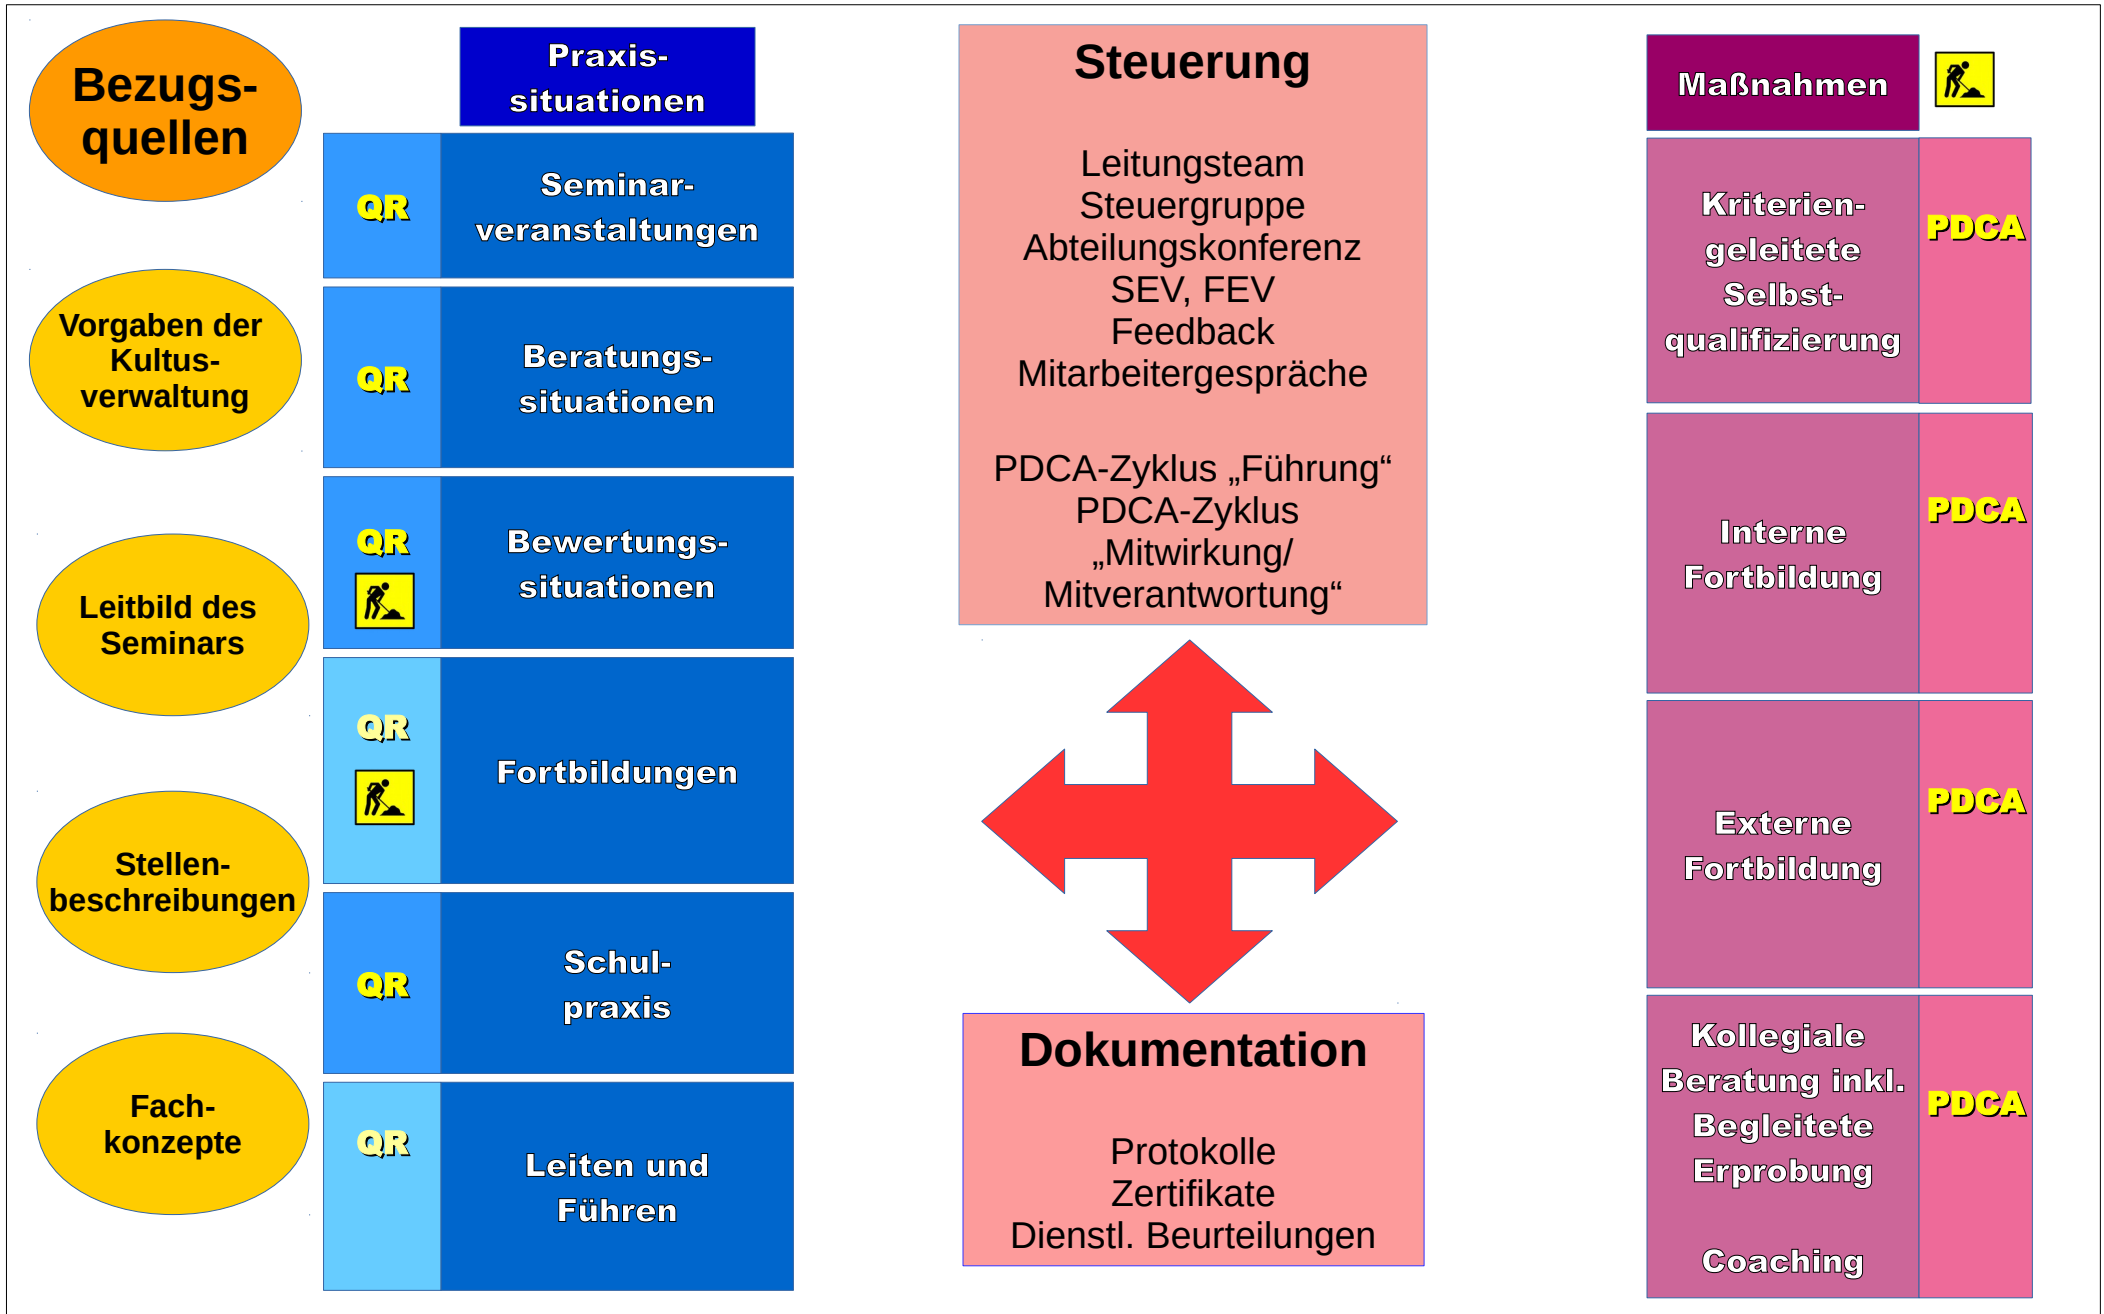 Bezugs-
quellen
Vorgaben der
Kultus-
verwaltung
Leitbild des
Seminars
Stellen-
beschreibungen
Fach-
konzepte
Praxis-
situationen
QR
Seminar-
veranstaltungen
QR
Beratungs-
situationen
QR
Bewertungs-
situationen
QR
Fortbildungen
QR
Schul-
praxis
QR
Leiten und
Führen
Steuerung
Leitungsteam
Steuergruppe
Abteilungskonferenz
SEV, FEV
Feedback
Mitarbeitergespräche
PDCA-Zyklus „Führung“
PDCA-Zyklus
„Mitwirkung/
Mitverantwortung“
Dokumentation
Protokolle
Zertifikate
Dienstl. Beurteilungen
Maßnahmen
Kriterien-
geleitete
Selbst-
qualifizierung
PDCA
Interne
Fortbildung
PDCA
Externe
Fortbildung
PDCA
Kollegiale
Beratung inkl.
Begleitete
Erprobung
Coaching
PDCA